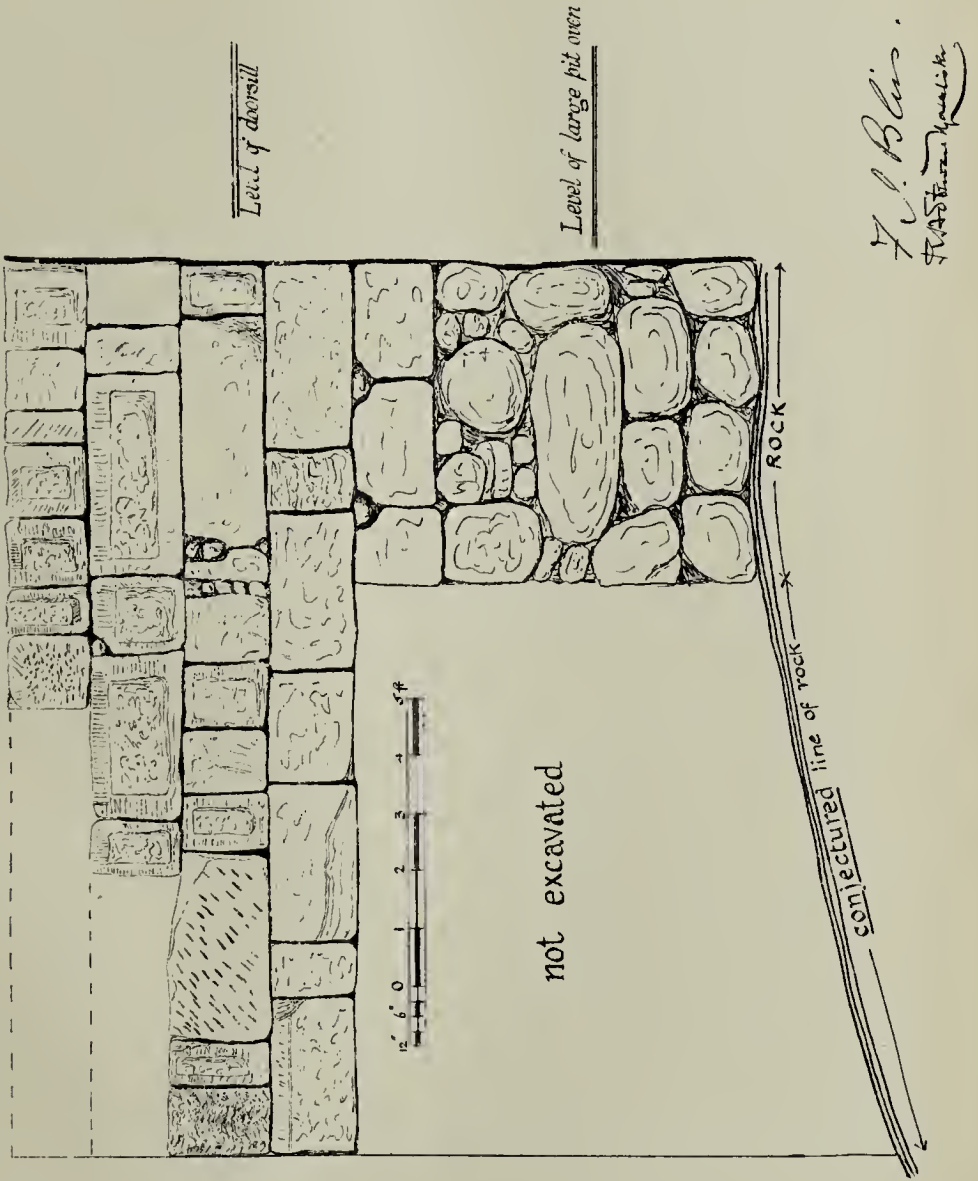 Level of doorsill
Level of large pit oven
12" 6" 0 1 2 3 4 5 ft
not excavated
ROCK
conjectured line of rock
F. J. Bliss.